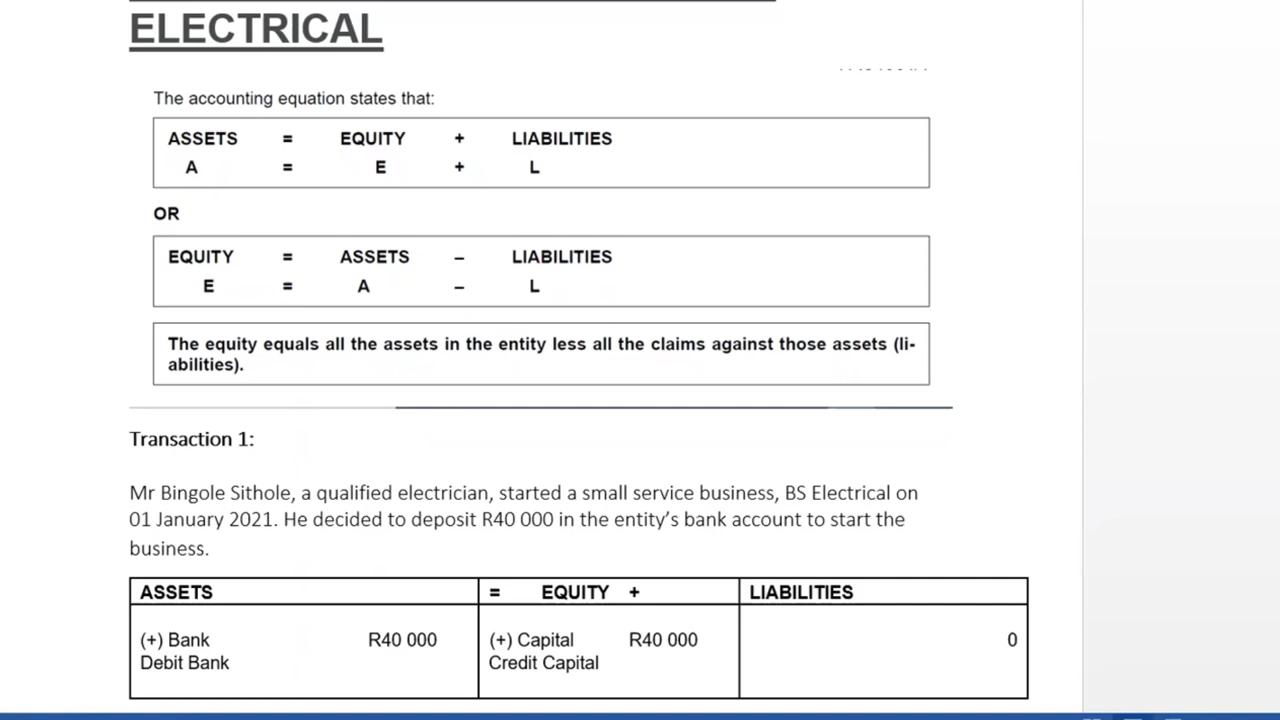 ELECTRICAL
The accounting equation states that:
ASSETS = EQUITY + LIABILITIES
A = E + L
OR
EQUITY = ASSETS – LIABILITIES
E = A – L
The equity equals all the assets in the entity less all the claims against those assets (li-
abilities).
Transaction 1:
Mr Bingole Sithole, a qualified electrician, started a small service business, BS Electrical on
01 January 2021. He decided to deposit R40 000 in the entity's bank account to start the
business.
ASSETS = EQUITY + LIABILITIES
(+) Bank R40 000 (+) Capital R40 000 0
Debit Bank Credit Capital